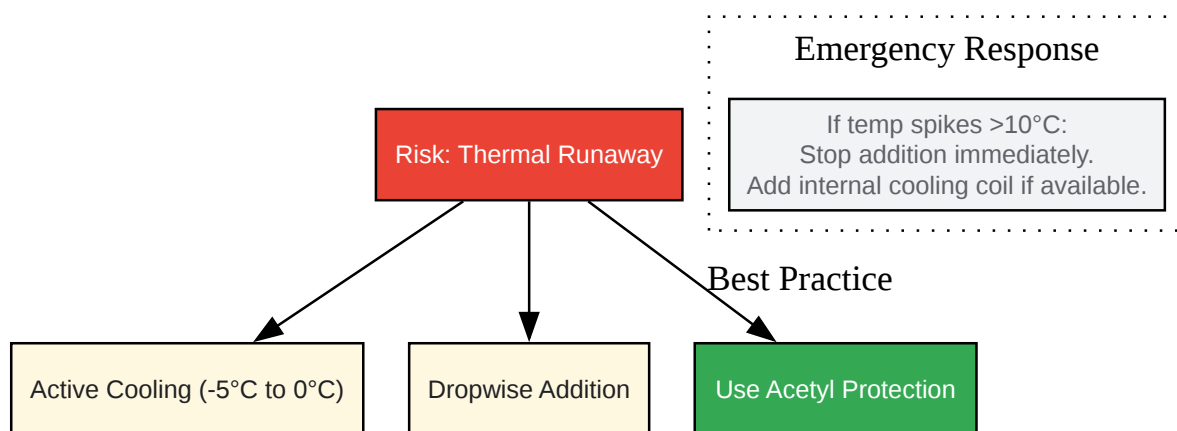 Emergency Response
If temp spikes >10°C:
Stop addition immediately.
Add internal cooling coil if available.
Risk: Thermal Runaway
Best Practice
Active Cooling (-5°C to 0°C)
Dropwise Addition
Use Acetyl Protection